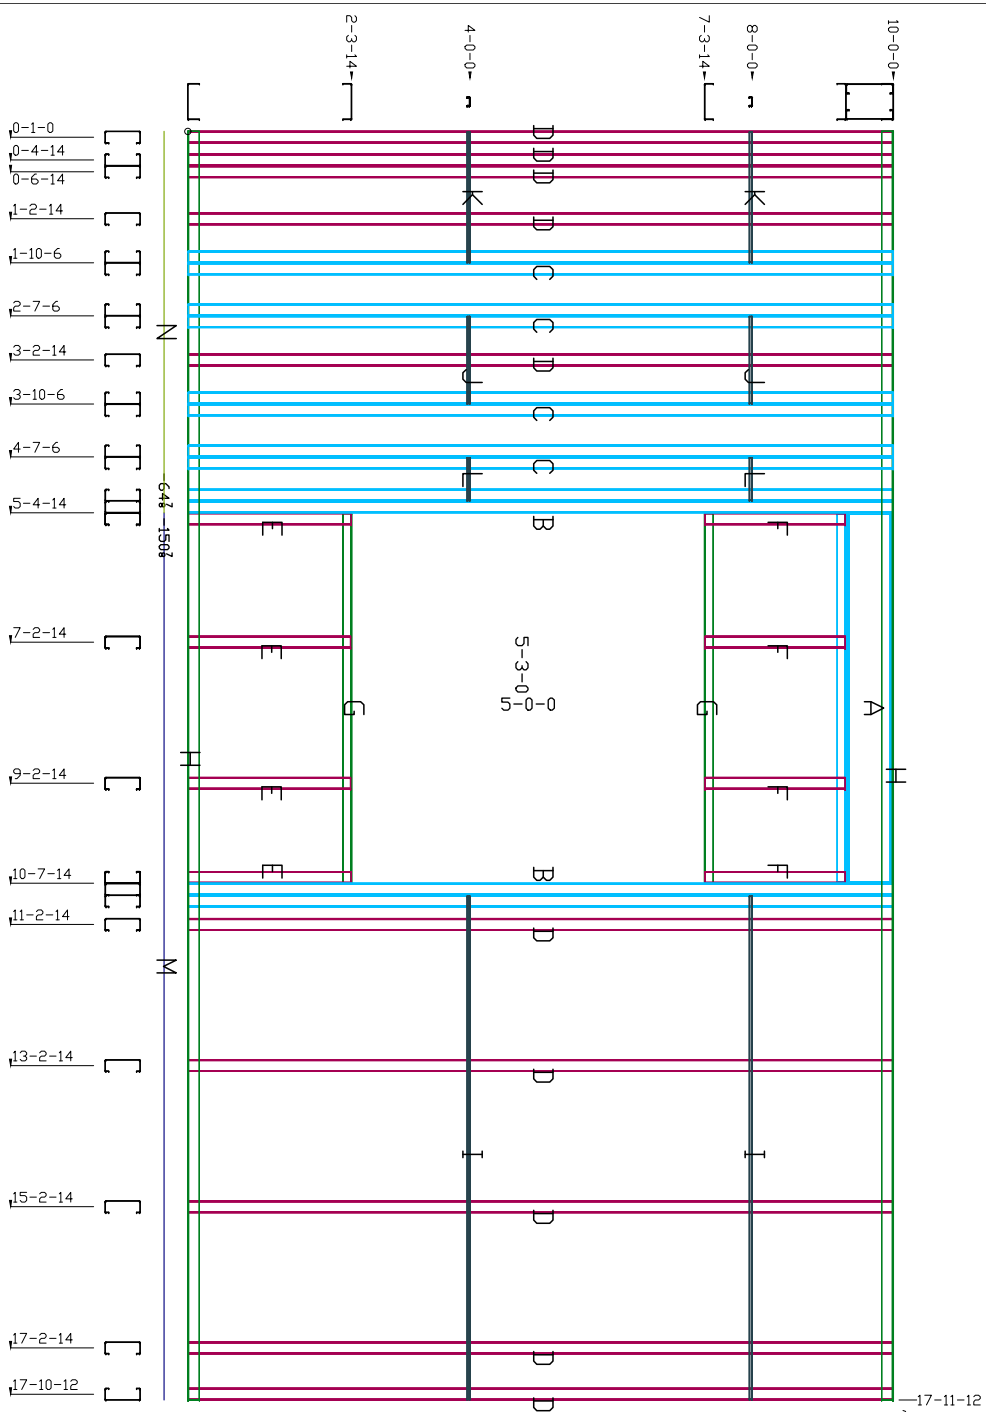 2-3-14
4-0-0
7-3-14
8-0-0
10-0-0
0-1-0
0-4-14
0-6-14
1-2-14
1-10-6
2-7-6
3-2-14
3-10-6
4-7-6
5-4-14
7-2-14
9-2-14
10-7-14
11-2-14
13-2-14
15-2-14
17-2-14
17-10-12
D
D
D
K
K
D
C
N
C
D
J
J
C
C
L
L
B
F
E
5-3-0
5-0-0
F
E
G
G
A
H
H
F
E
F
E
B
D
M
D
I
I
D
D
D
17-11-12